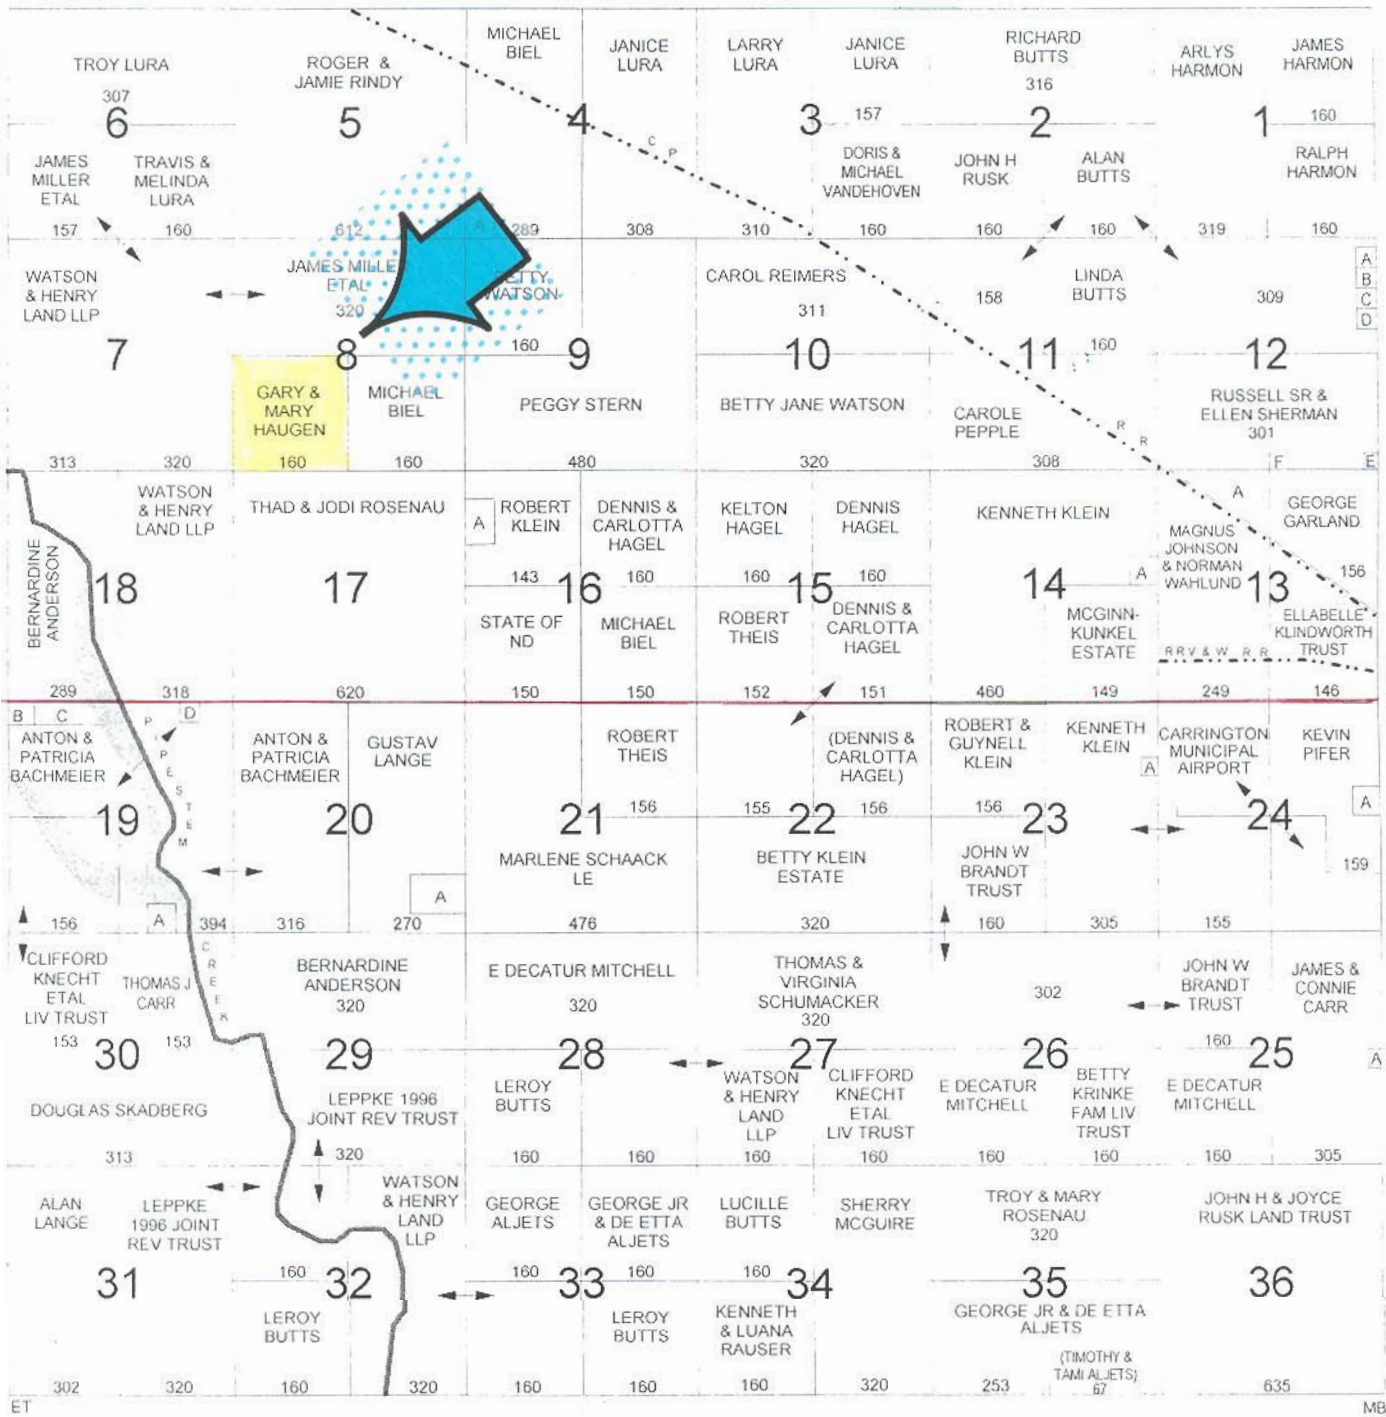 TROY LURA
307
6
ROGER &
JAMIE RINDY
5
MICHAEL
BIEL
JANICE
LURA
4
LARRY
LURA
JANICE
LURA
3
157
RICHARD
BUTTS
316
2
ARLYS
HARMON
JAMES
HARMON
1
160
C P
JAMES
MILLER
ETAL
157
TRAVIS &
MELINDA
LURA
160
612
A
289
308
310
DORIS &
MICHAEL
VANDEHOVEN
160
JOHN H
RUSK
160
ALAN
BUTTS
160
319
RALPH
HARMON
160
WATSON
& HENRY
LAND LLP
7
JAMES MILLE
ETAL
320
8
BETTY
WATSON
160
9
CAROL REIMERS
311
10
158
LINDA
BUTTS
11
160
309
12
A
B
C
D
GARY &
MARY
HAUGEN
160
MICHAEL
BIEL
160
PEGGY STERN
480
BETTY JANE WATSON
320
CAROLE
PEPPLE
308
R R
RUSSELL SR &
ELLEN SHERMAN
301
F
E
313
320
WATSON
& HENRY
LAND LLP
BERNARDINE
ANDERSON
18
289
318
THAD & JODI ROSENAU
17
620
A
ROBERT
KLEIN
143
DENNIS &
CARLOTTA
HAGEL
160
16
STATE OF
ND
150
MICHAEL
BIEL
150
KELTON
HAGEL
160
DENNIS
HAGEL
160
15
ROBERT
THEIS
152
DENNIS &
CARLOTTA
HAGEL
151
KENNETH KLEIN
14
A
MCGINN-
KUNKEL
ESTATE
460
149
A
MAGNUS
JOHNSON
& NORMAN
WAHLUND
GEORGE
GARLAND
156
13
RRV & W R R
ELLABELLE
KLINDWORTH
TRUST
249
146
B
C
D
ANTON &
PATRICIA
BACHMEIER
PIPESTEM
19
156
A
394
ANTON &
PATRICIA
BACHMEIER
GUSTAV
LANGE
20
A
316
270
ROBERT
THEIS
21
156
MARLENE SCHAACK
LE
476
(DENNIS &
CARLOTTA
HAGEL)
155
22
156
BETTY KLEIN
ESTATE
320
ROBERT &
GUYNELL
KLEIN
156
KENNETH
KLEIN
A
23
JOHN W
BRANDT
TRUST
160
305
CARRINGTON
MUNICIPAL
AIRPORT
KEVIN
PIFER
A
24
159
155
CLIFFORD
KNECHT
ETAL
LIV TRUST
153
THOMAS J
CARR
153
CREEK
30
DOUGLAS SKADBERG
313
BERNARDINE
ANDERSON
320
29
LEPPKE 1996
JOINT REV TRUST
320
E DECATUR MITCHELL
320
28
LEROY
BUTTS
160
160
THOMAS &
VIRGINIA
SCHUMACKER
320
27
WATSON
& HENRY
LAND
LLP
160
CLIFFORD
KNECHT
ETAL
LIV TRUST
160
302
26
E DECATUR
MITCHELL
160
BETTY
KRINKE
FAM LIV
TRUST
160
JOHN W
BRANDT
TRUST
160
JAMES &
CONNIE
CARR
25
A
E DECATUR
MITCHELL
160
305
ALAN
LANGE
LEPPKE
1996 JOINT
REV TRUST
31
302
320
WATSON
& HENRY
LAND
LLP
160
32
LEROY
BUTTS
160
320
GEORGE
ALJETS
160
GEORGE JR
& DE ETTA
ALJETS
160
33
LEROY
BUTTS
160
160
LUCILLE
BUTTS
160
SHERRY
MCGUIRE
34
KENNETH
& LUANA
RAUSER
160
320
TROY & MARY
ROSENAU
320
35
GEORGE JR & DE ETTA
ALJETS
(TIMOTHY &
TAMI ALJETS)
253
67
JOHN H & JOYCE
RUSK LAND TRUST
36
635
ET
MB